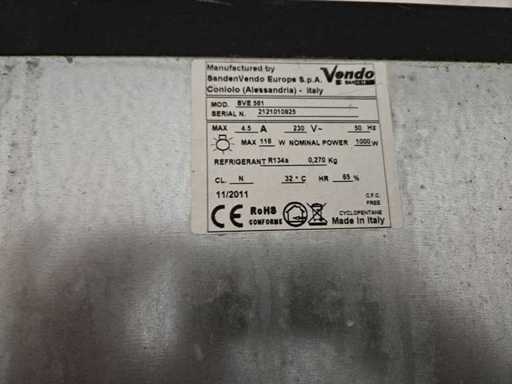 Manufactured by
SandenVendo Europe S.p.A.
Coniolo (Alessandria) - Italy
Vendo
SANDEN
MOD. SVE 561
SERIAL N. 2121010825
MAX 4.5 A 230 V~ 50 Hz
MAX 116 W NOMINAL POWER 1000 W
REFRIGERANT R134a 0,270 Kg
CL. N 32 ° C HR 65 %
11/2011
C.F.C.
FREE
CE RoHS
CONFORME
CYCLOPENTANE
Made in Italy